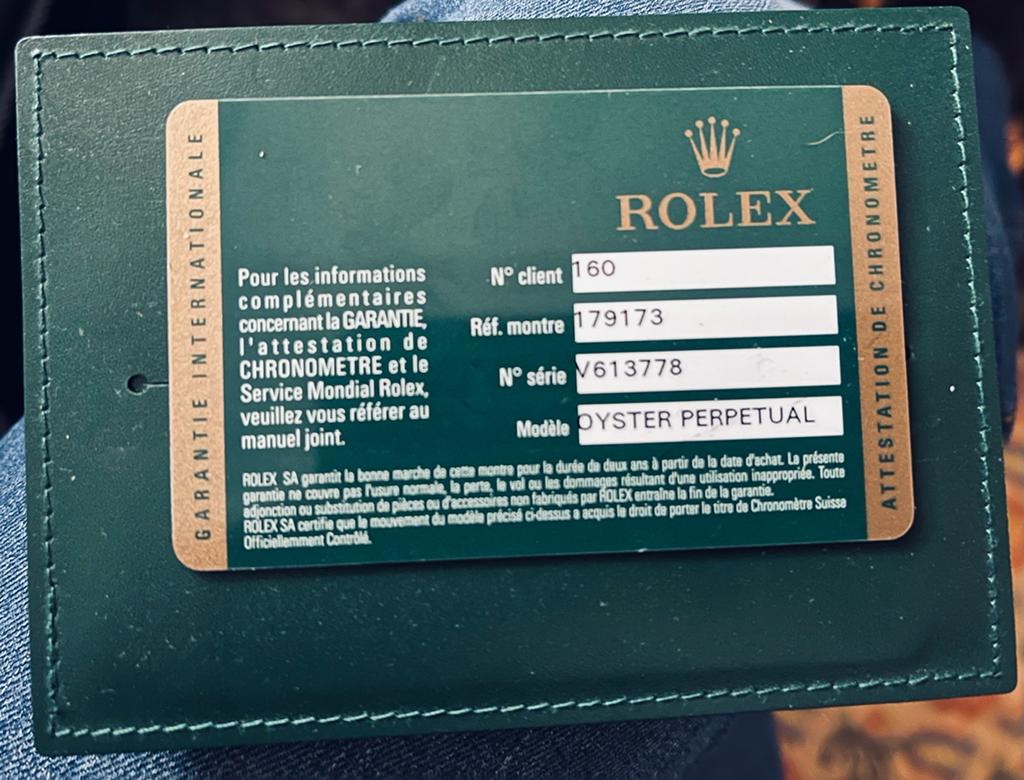 GARANTIE INTERNATIONALE
ROLEX
Pour les informations
complémentaires
concernant la GARANTIE,
l'attestation de
CHRONOMETRE et le
Service Mondial Rolex,
veuillez vous référer au
manuel joint.
N° client 160
Réf. montre 179173
N° série V613778
Modèle OYSTER PERPETUAL
ROLEX SA garantit la bonne marche de cette montre pour la durée de deux ans à partir de la date d'achat. La présente
garantie ne couvre pas l'usure normale, la perte, le vol ou les dommages résultant d'une utilisation inappropriée. Toute
adjonction ou substitution de pièces ou d'accessoires non fabriqués par ROLEX entraîne la fin de la garantie.
ROLEX SA certifie que le mouvement du modèle précisé ci-dessus a acquis le droit de porter le titre de Chronomètre Suisse
Officiellement Contrôlé.
ATTESTATION DE CHRONOMETRE